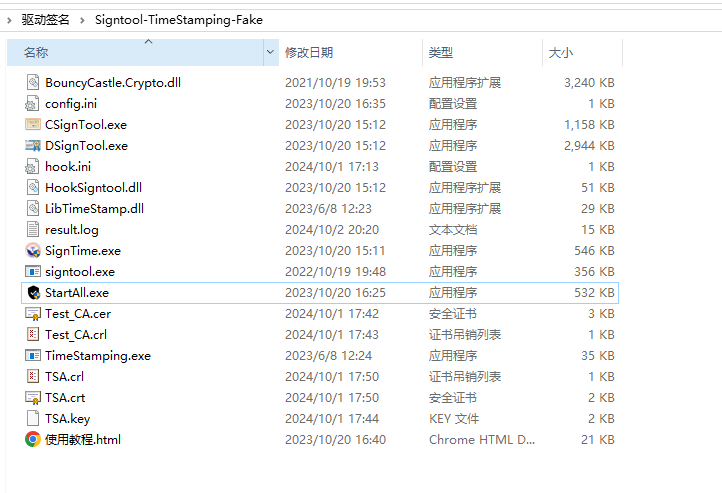 驱动签名 > Signtool-TimeStamping-Fake
名称 修改日期 类型 大小
BouncyCastle.Crypto.dll 2021/10/19 19:53 应用程序扩展 3,240 KB
config.ini 2023/10/20 16:35 配置设置 1 KB
CSignTool.exe 2023/10/20 15:12 应用程序 1,158 KB
DSignTool.exe 2023/10/20 15:12 应用程序 2,944 KB
hook.ini 2024/10/1 17:13 配置设置 1 KB
HookSigntool.dll 2023/10/20 15:12 应用程序扩展 51 KB
LibTimeStamp.dll 2023/6/8 12:23 应用程序扩展 29 KB
result.log 2024/10/2 20:20 文本文档 15 KB
SignTime.exe 2023/10/20 15:11 应用程序 546 KB
signtool.exe 2022/10/19 19:48 应用程序 356 KB
StartAll.exe 2023/10/20 16:25 应用程序 532 KB
Test_CA.cer 2024/10/1 17:42 安全证书 3 KB
Test_CA.crl 2024/10/1 17:43 证书吊销列表 1 KB
TimeStamping.exe 2023/6/8 12:24 应用程序 35 KB
TSA.crl 2024/10/1 17:50 证书吊销列表 1 KB
TSA.crt 2024/10/1 17:50 安全证书 2 KB
TSA.key 2024/10/1 17:44 KEY 文件 2 KB
使用教程.html 2023/10/20 16:40 Chrome HTML D... 21 KB